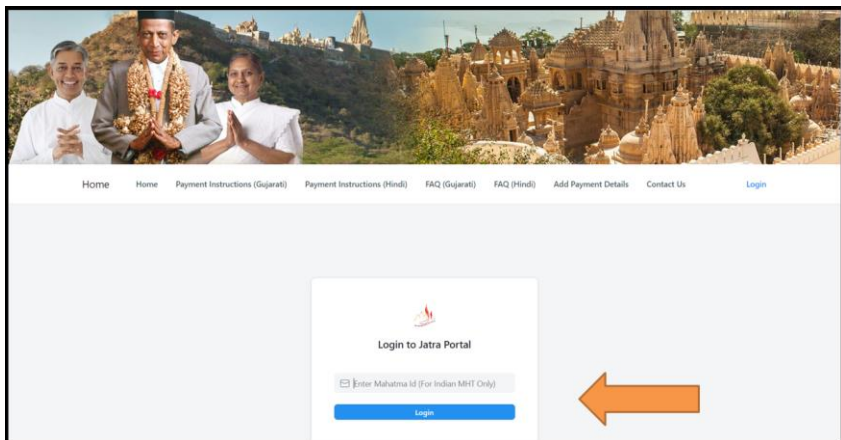 Home Home Payment Instructions (Gujarati) Payment Instructions (Hindi) FAQ (Gujarati) FAQ (Hindi) Add Payment Details Contact Us Login
Login to Jatra Portal
Enter Mahatma Id (For Indian MHT Only)
Login